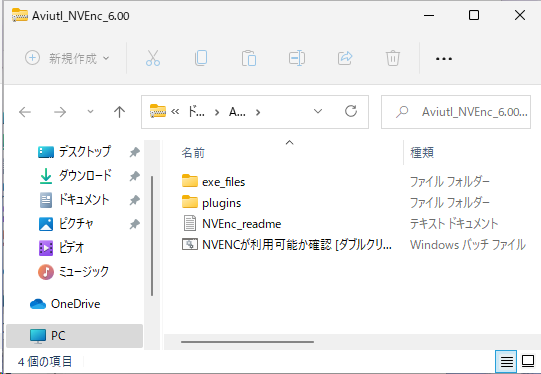 Aviutl_NVEnc_6.00
新規作成
ド... A...
Aviutl_NVEnc_6.00...
名前 種類
デスクトップ
ダウンロード
ドキュメント
ピクチャ
ビデオ
ミュージック
OneDrive
PC
exe_files ファイル フォルダー
plugins ファイル フォルダー
NVEnc_readme テキスト ドキュメント
NVENCが利用可能か確認 [ダブルクリ... Windows バッチ ファイル
4 個の項目